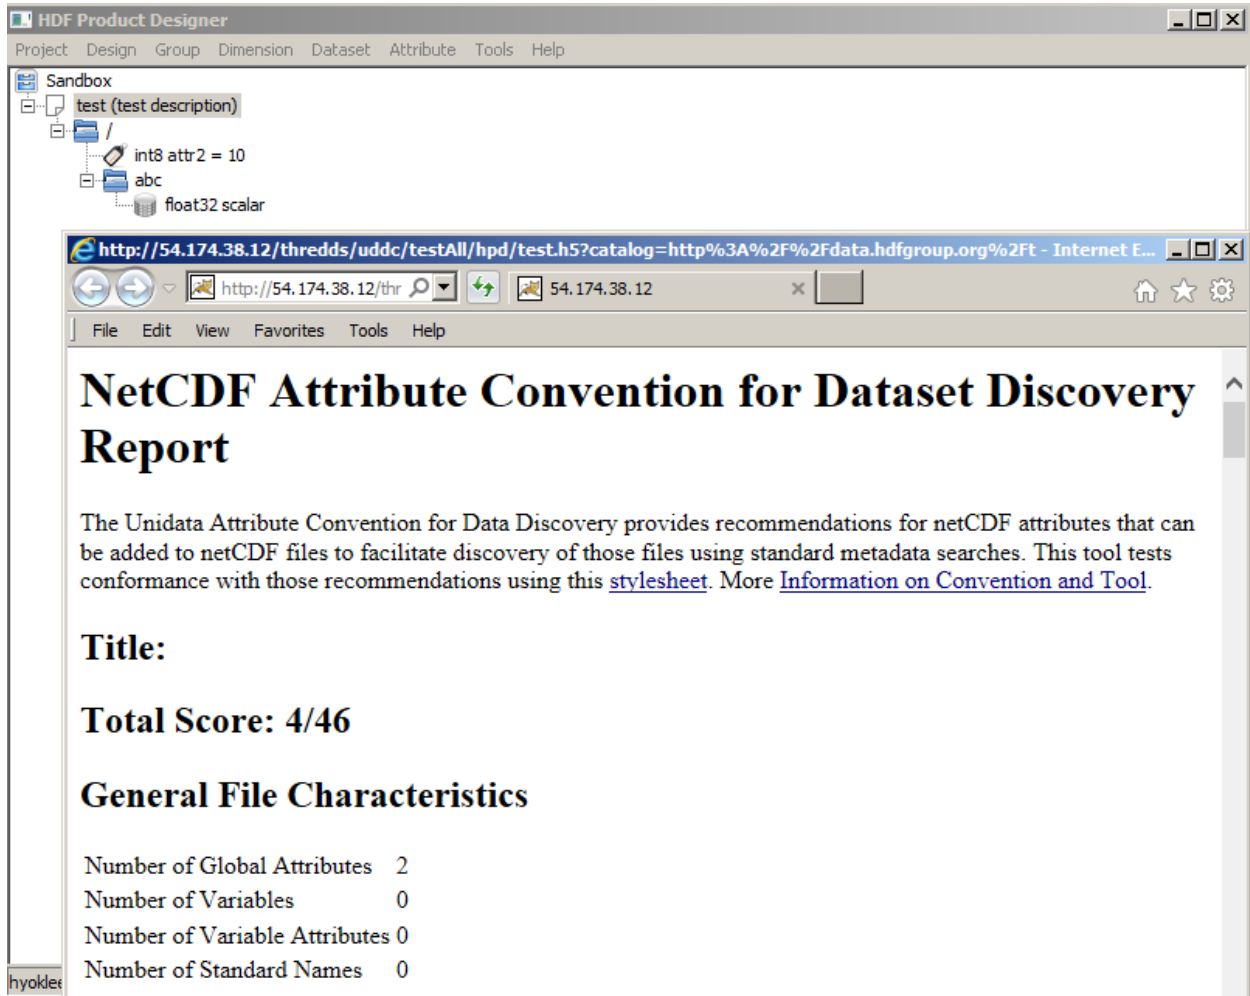 HDF Product Designer
Project Design Group Dimension Dataset Attribute Tools Help
Sandbox
test (test description)
/
int8 attr2 = 10
abc
float32 scalar
http://54.174.38.12/thredds/uddc/testAll/hpd/test.h5?catalog=http%3A%2F%2Fdata.hdfgroup.org%2Ft - Internet E...
http://54.174.38.12/thr
54.174.38.12
File Edit View Favorites Tools Help
NetCDF Attribute Convention for Dataset Discovery
Report
The Unidata Attribute Convention for Data Discovery provides recommendations for netCDF attributes that can
be added to netCDF files to facilitate discovery of those files using standard metadata searches. This tool tests
conformance with those recommendations using this stylesheet. More Information on Convention and Tool.
Title:
Total Score: 4/46
General File Characteristics
Number of Global Attributes 2
Number of Variables 0
Number of Variable Attributes 0
Number of Standard Names 0
hyoklee